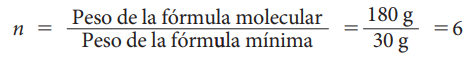 n = Peso de la fórmula molecular / Peso de la fórmula mínima = 180 g / 30 g = 6